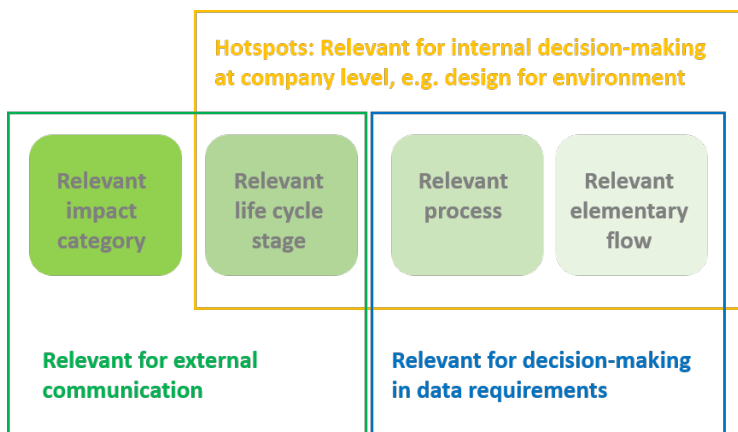 Hotspots: Relevant for internal decision-making
at company level, e.g. design for environment
Relevant
impact
category
Relevant
life cycle
stage
Relevant
process
Relevant
elementary
flow
Relevant for external
communication
Relevant for decision-making
in data requirements